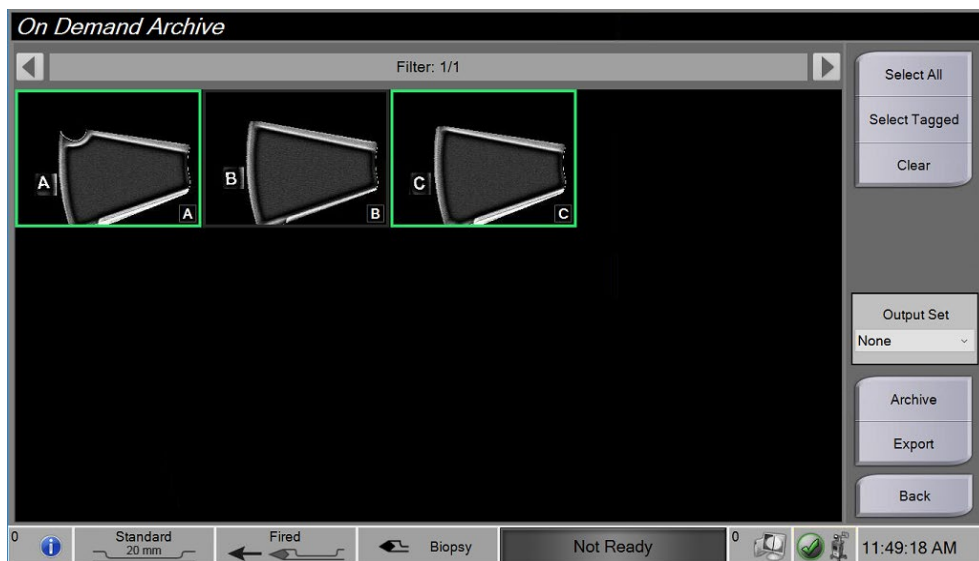 On Demand Archive
Filter: 1/1
Select All
Select Tagged
Clear
A
A
B
B
C
C
Output Set
None
Archive
Export
Back
0
Standard
20 mm
Fired
Biopsy
Not Ready
0
11:49:18 AM